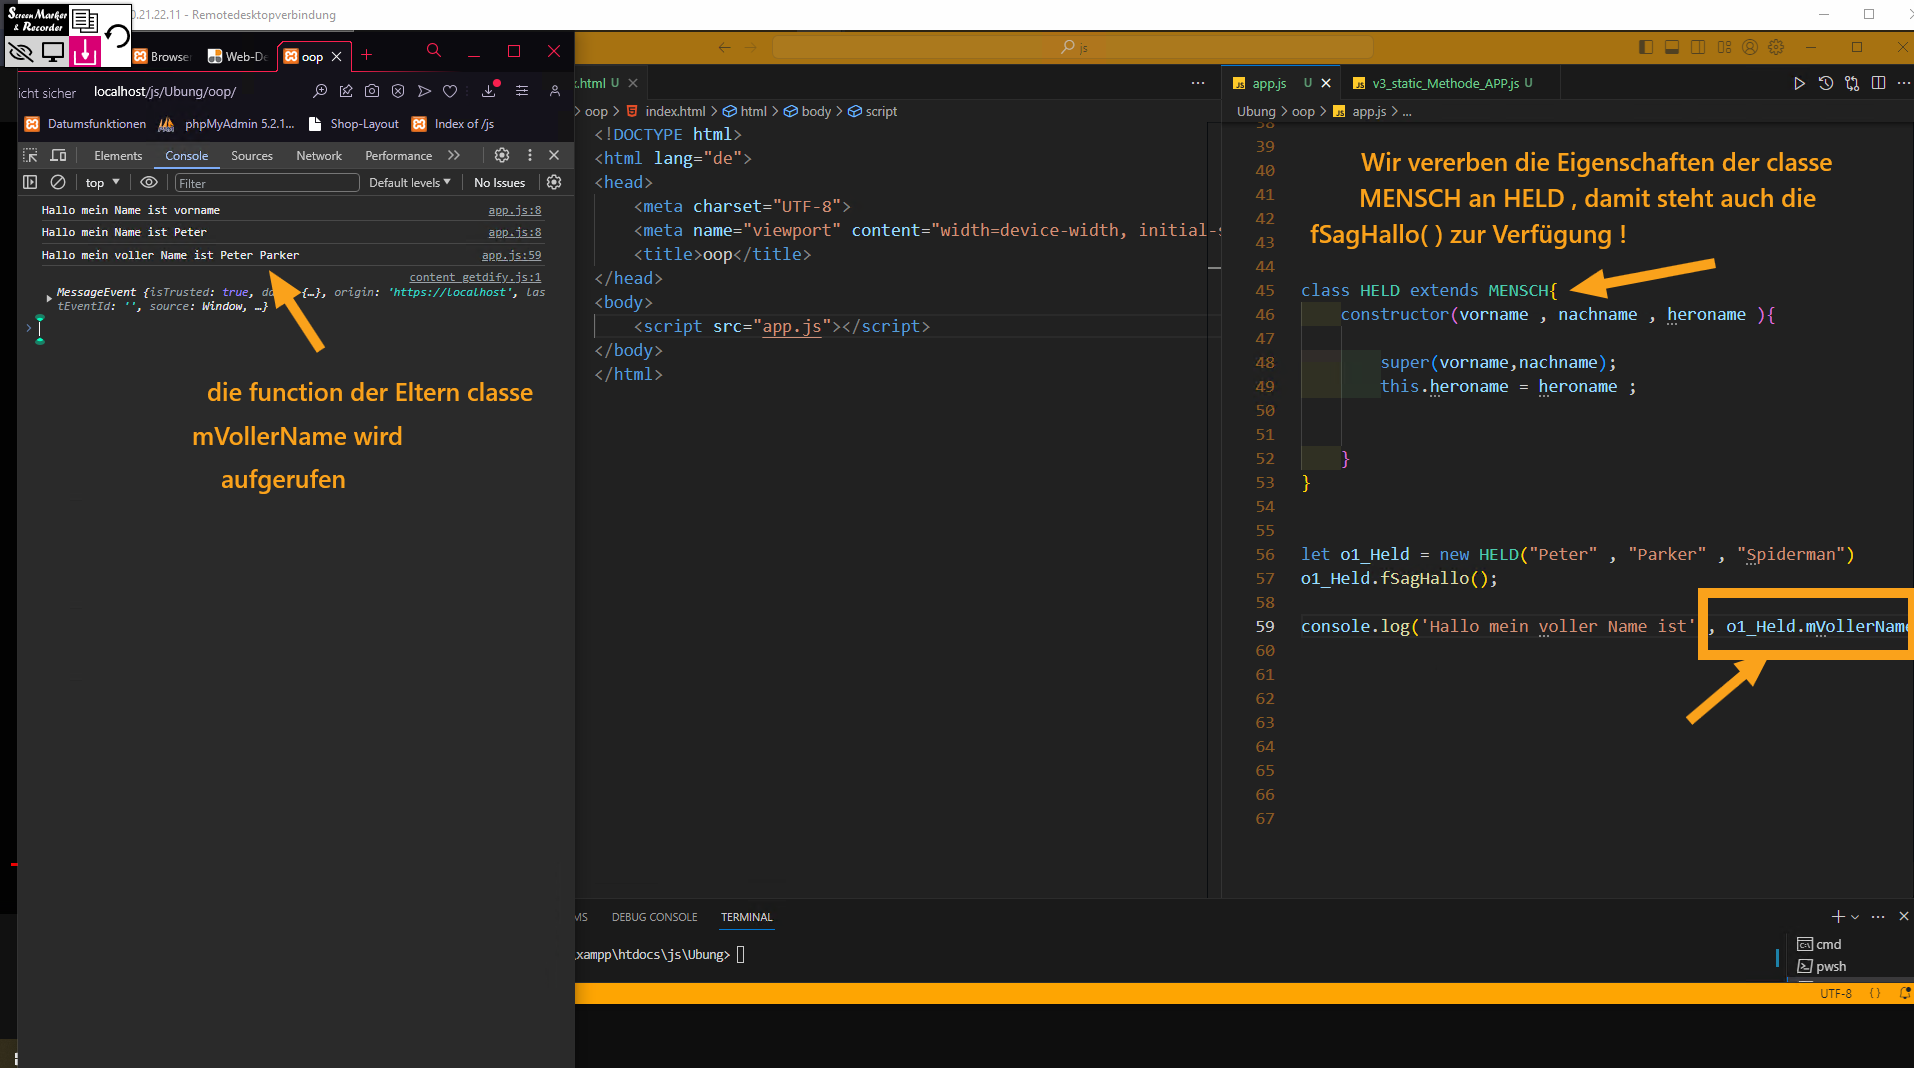 Screen Marker
& Recorder
0.21.22.11 - Remotedesktopverbindung
Browse
Web-De
oop
icht sicher localhost/js/Ubung/oop/
Datumsfunktionen phpMyAdmin 5.2.1... Shop-Layout Index of /js
Elements Console Sources Network Performance
top Filter Default levels No Issues
Hallo mein Name ist vorname app.js:8
Hallo mein Name ist Peter app.js:8
Hallo mein voller Name ist Peter Parker app.js:59
content_getdify.js:1
MessageEvent {isTrusted: true, da {…}, origin: 'https://localhost', las
tEventId: '', source: Window, …}
die function der Eltern classe
mVollerName wird
aufgerufen
js
.html U
oop > index.html > html > body > script
<!DOCTYPE html>
<html lang="de">
<head>
<meta charset="UTF-8">
<meta name="viewport" content="width=device-width, initial-s
<title>oop</title>
</head>
<body>
<script src="app.js"></script>
</body>
</html>
app.js U v3_static_Methode_APP.js U
Ubung > oop > app.js > ...
38
39
40
41
42
43
44
Wir vererben die Eigenschaften der classe
MENSCH an HELD , damit steht auch die
fSagHallo( ) zur Verfügung !
45 class HELD extends MENSCH{
46 constructor(vorname , nachname , heroname ){
47
48 super(vorname,nachname);
49 this.heroname = heroname ;
50
51
52 }
53 }
54
55
56 let o1_Held = new HELD("Peter" , "Parker" , "Spiderman")
57 o1_Held.fSagHallo();
58
59 console.log('Hallo mein voller Name ist' , o1_Held.mVollerName
60
61
62
63
64
65
66
67
MS DEBUG CONSOLE TERMINAL
xampp\htdocs\js\Ubung>
cmd
pwsh
UTF-8 { }